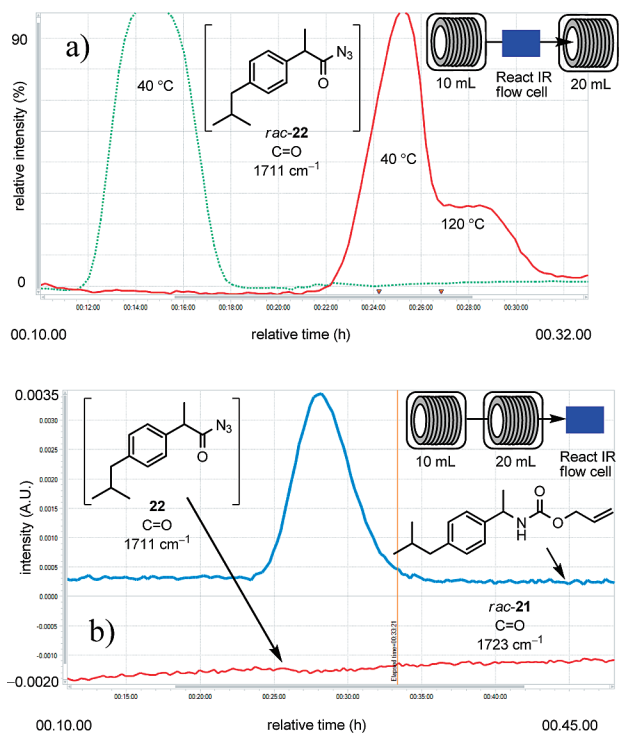 a)
90
0
relative intensity (%)
40 °C
N3
O
rac-22
C=O
1711 cm−1
40 °C
120 °C
10 mL
React IR
flow cell
20 mL
00:12:00 00:14:00 00:16:00 00:18:00 00:20:00 00:22:00 00:24:00 00:26:00 00:28:00 00:30:00
00.10.00
relative time (h)
00.32.00
b)
0.0035
0.0030
0.0025
0.0020
0.0015
0.0010
0.0005
0.0000
-0.0005
-0.0010
−0.0020
intensity (A.U.)
N3
O
22
C=O
1711 cm−1
10 mL
20 mL
React IR
flow cell
O
N
H
O
rac-21
C=O
1723 cm−1
Elapsed time=00:33:21
00:15:00 00:20:00 00:25:00 00:30:00 00:35:00 00:40:00
00.10.00
relative time (h)
00.45.00